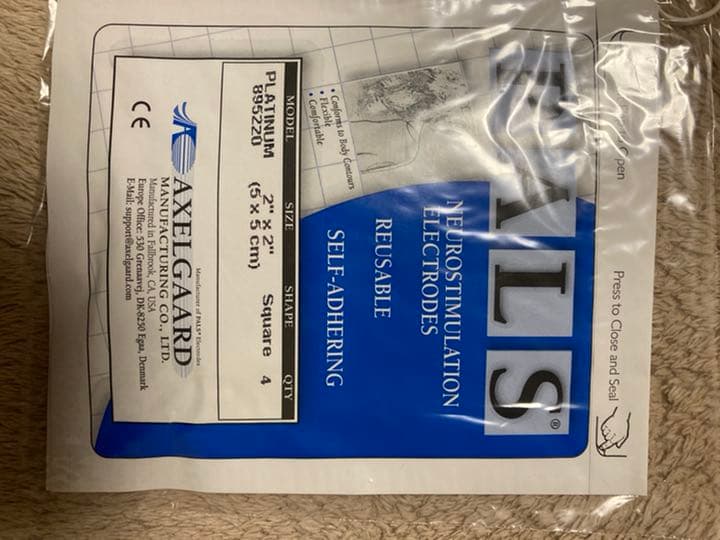 Open
Press to Close and Seal
PALS®
NEUROSTIMULATION
ELECTRODES
REUSABLE
SELF-ADHERING
• Conforms to Body Contours
• Flexible
• Comfortable
MODEL SIZE SHAPE QTY
PLATINUM 2" x 2" Square 4
895220 (5 x 5 cm)
Manufacturer of PALS® Electrodes
AXELGAARD
MANUFACTURING CO., LTD.
Manufactured in Fallbrook, CA, USA
Europe Office: 530 Grenaavej, DK-8250 Egaa, Denmark
E-Mail: support@axelgaard.com
CE